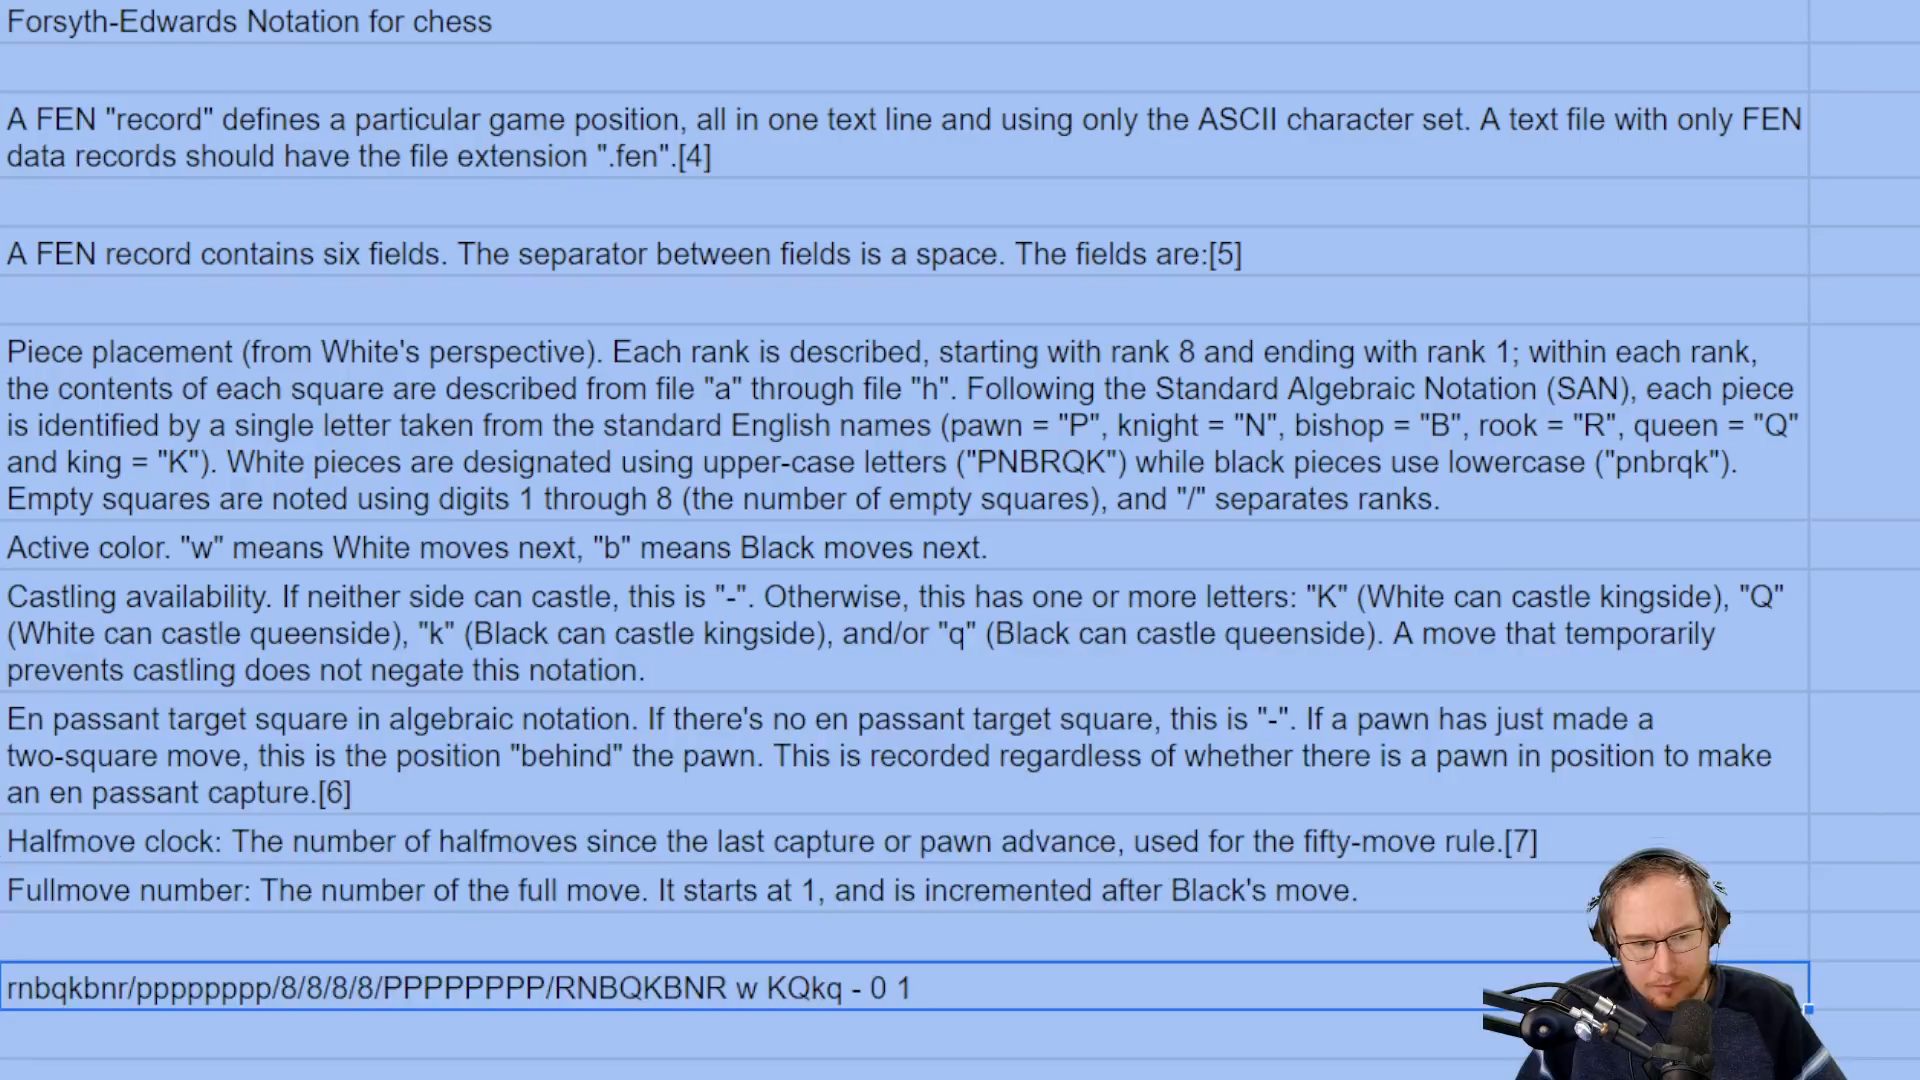 Forsyth-Edwards Notation for chess
A FEN "record" defines a particular game position, all in one text line and using only the ASCII character set. A text file with only FEN
data records should have the file extension ".fen".[4]
A FEN record contains six fields. The separator between fields is a space. The fields are:[5]
Piece placement (from White's perspective). Each rank is described, starting with rank 8 and ending with rank 1; within each rank,
the contents of each square are described from file "a" through file "h". Following the Standard Algebraic Notation (SAN), each piece
is identified by a single letter taken from the standard English names (pawn = "P", knight = "N", bishop = "B", rook = "R", queen = "Q"
and king = "K"). White pieces are designated using upper-case letters ("PNBRQK") while black pieces use lowercase ("pnbrqk").
Empty squares are noted using digits 1 through 8 (the number of empty squares), and "/" separates ranks.
Active color. "w" means White moves next, "b" means Black moves next.
Castling availability. If neither side can castle, this is "-". Otherwise, this has one or more letters: "K" (White can castle kingside), "Q"
(White can castle queenside), "k" (Black can castle kingside), and/or "q" (Black can castle queenside). A move that temporarily
prevents castling does not negate this notation.
En passant target square in algebraic notation. If there's no en passant target square, this is "-". If a pawn has just made a
two-square move, this is the position "behind" the pawn. This is recorded regardless of whether there is a pawn in position to make
an en passant capture.[6]
Halfmove clock: The number of halfmoves since the last capture or pawn advance, used for the fifty-move rule.[7]
Fullmove number: The number of the full move. It starts at 1, and is incremented after Black's move.
rnbqkbnr/pppppppp/8/8/8/8/PPPPPPPP/RNBQKBNR w KQkq - 0 1